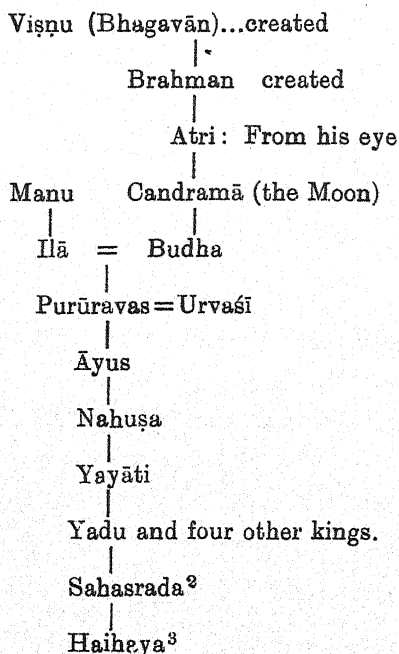 Viṣṇu (Bhagavān)...created
Brahman created
Atri: From his eye
Manu Candramā (the Moon)
Ilā = Budha
Purūravas=Urvaśī
Āyus
Nahuṣa
Yayāti
Yadu and four other kings.
Sahasrada²
Haihaya³